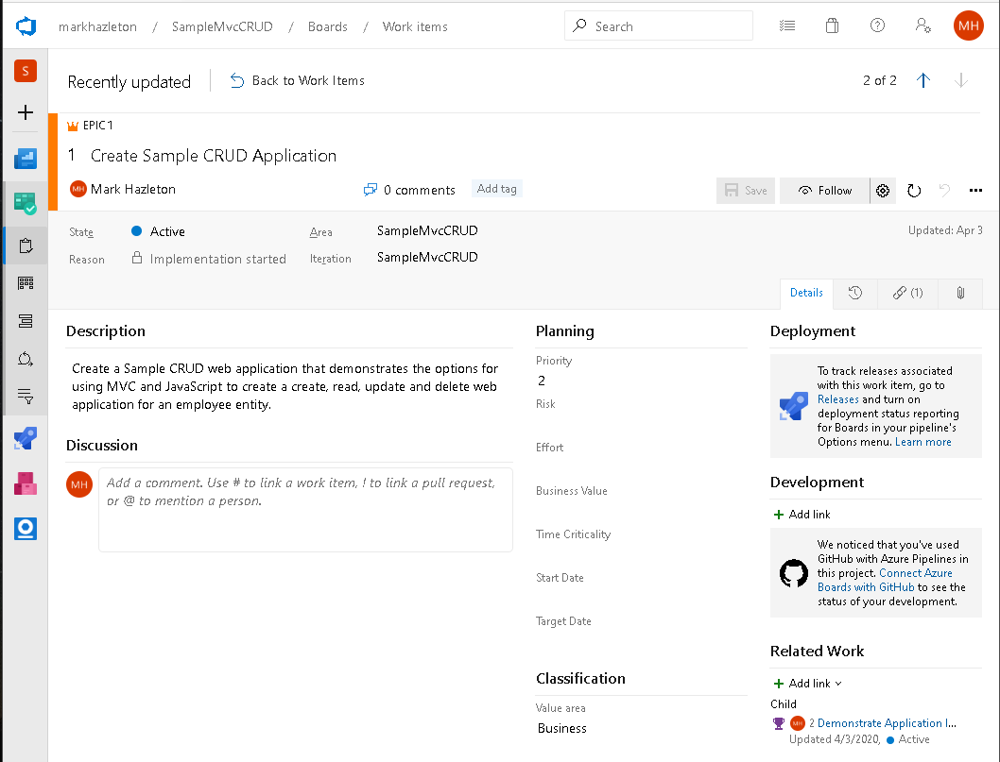 markhazleton / SampleMvcCRUD / Boards / Work items
Search
MH
S
Recently updated
Back to Work Items
2 of 2
EPIC 1
1 Create Sample CRUD Application
MH Mark Hazleton
0 comments
Add tag
Save
Follow
State
Active
Area
SampleMvcCRUD
Updated: Apr 3
Reason
Implementation started
Iteration
SampleMvcCRUD
Details
(1)
Description
Create a Sample CRUD web application that demonstrates the options for
using MVC and JavaScript to create a create, read, update and delete web
application for an employee entity.
Discussion
MH
Add a comment. Use # to link a work item, ! to link a pull request,
or @ to mention a person.
Planning
Priority
2
Risk
Effort
Business Value
Time Criticality
Start Date
Target Date
Classification
Value area
Business
Deployment
To track releases associated
with this work item, go to
Releases and turn on
deployment status reporting
for Boards in your pipeline's
Options menu. Learn more
Development
Add link
We noticed that you've used
GitHub with Azure Pipelines in
this project. Connect Azure
Boards with GitHub to see the
status of your development.
Related Work
Add link
Child
MH 2 Demonstrate Application I...
Updated 4/3/2020, Active